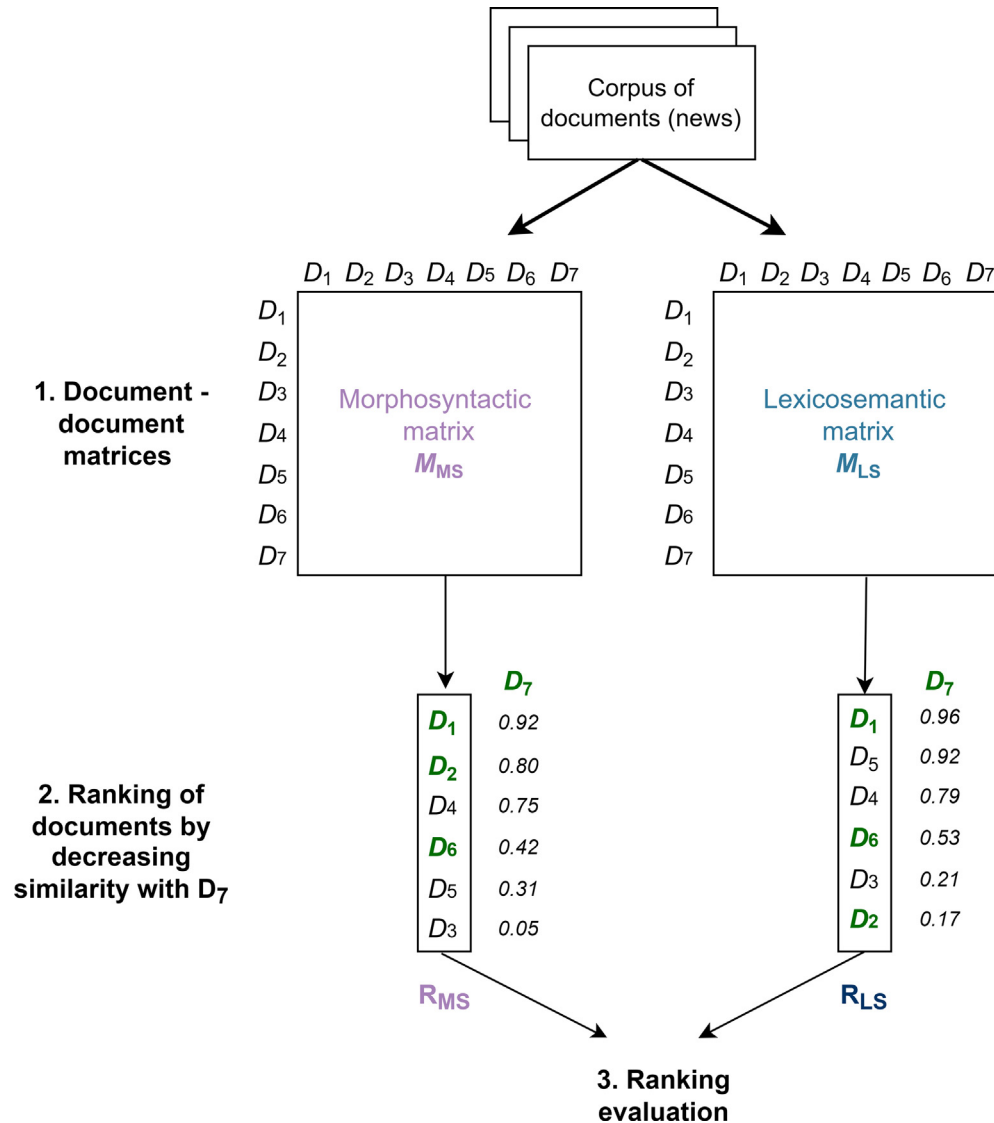 Corpus of
documents (news)
D1 D2 D3 D4 D5 D6 D7
D1
D2
D3
D4
D5
D6
D7
Morphosyntactic
matrix
MMS
D1 D2 D3 D4 D5 D6 D7
D1
D2
D3
D4
D5
D6
D7
Lexicosemantic
matrix
MLS
1. Document -
document
matrices
2. Ranking of
documents by
decreasing
similarity with D7
D7
D1 0.92
D2 0.80
D4 0.75
D6 0.42
D5 0.31
D3 0.05
RMS
D7
D1 0.96
D5 0.92
D4 0.79
D6 0.53
D3 0.21
D2 0.17
RLS
3. Ranking
evaluation